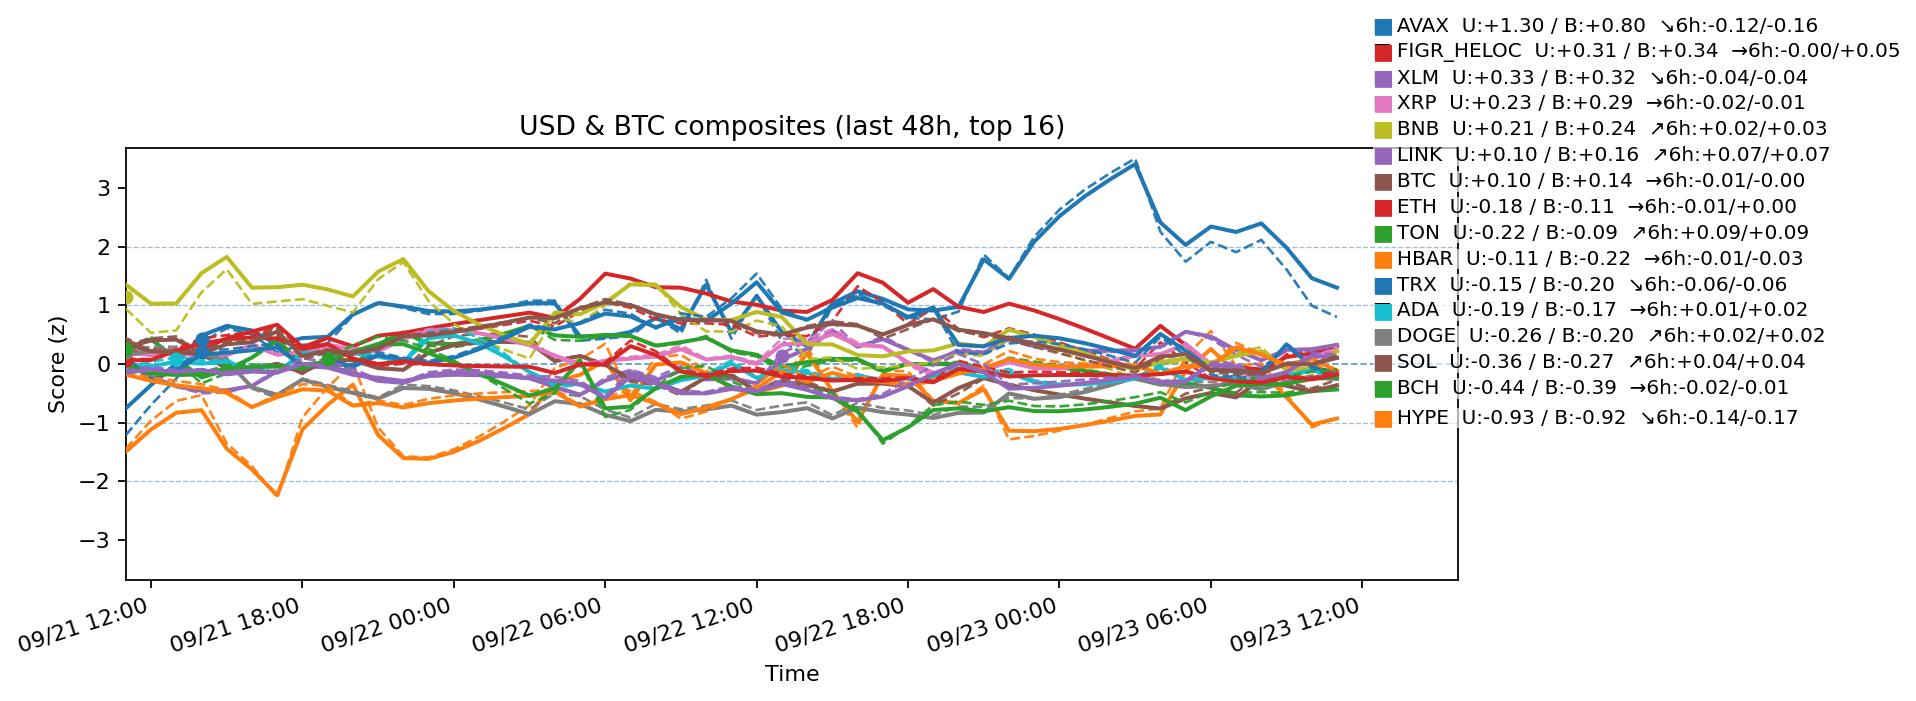 AVAX  U:+1.30 / B:+0.80  ↘6h:-0.12/-0.16
FIGR_HELOC  U:+0.31 / B:+0.34  →6h:-0.00/+0.05
XLM  U:+0.33 / B:+0.32  ↘6h:-0.04/-0.04
XRP  U:+0.23 / B:+0.29  →6h:-0.02/-0.01
BNB  U:+0.21 / B:+0.24  ↗6h:+0.02/+0.03
LINK  U:+0.10 / B:+0.16  ↗6h:+0.07/+0.07
BTC  U:+0.10 / B:+0.14  →6h:-0.01/-0.00
ETH  U:-0.18 / B:-0.11  →6h:-0.01/+0.00
TON  U:-0.22 / B:-0.09  ↗6h:+0.09/+0.09
HBAR  U:-0.11 / B:-0.22  →6h:-0.01/-0.03
TRX  U:-0.15 / B:-0.20  ↘6h:-0.06/-0.06
ADA  U:-0.19 / B:-0.17  →6h:+0.01/+0.02
DOGE  U:-0.26 / B:-0.20  ↗6h:+0.02/+0.02
SOL  U:-0.36 / B:-0.27  ↗6h:+0.04/+0.04
BCH  U:-0.44 / B:-0.39  →6h:-0.02/-0.01
HYPE  U:-0.93 / B:-0.92  ↘6h:-0.14/-0.17
USD & BTC composites (last 48h, top 16)
Score (z)
3
2
1
0
−1
−2
−3
09/21 12:00
09/21 18:00
09/22 00:00
09/22 06:00
09/22 12:00
09/22 18:00
09/23 00:00
09/23 06:00
09/23 12:00
Time